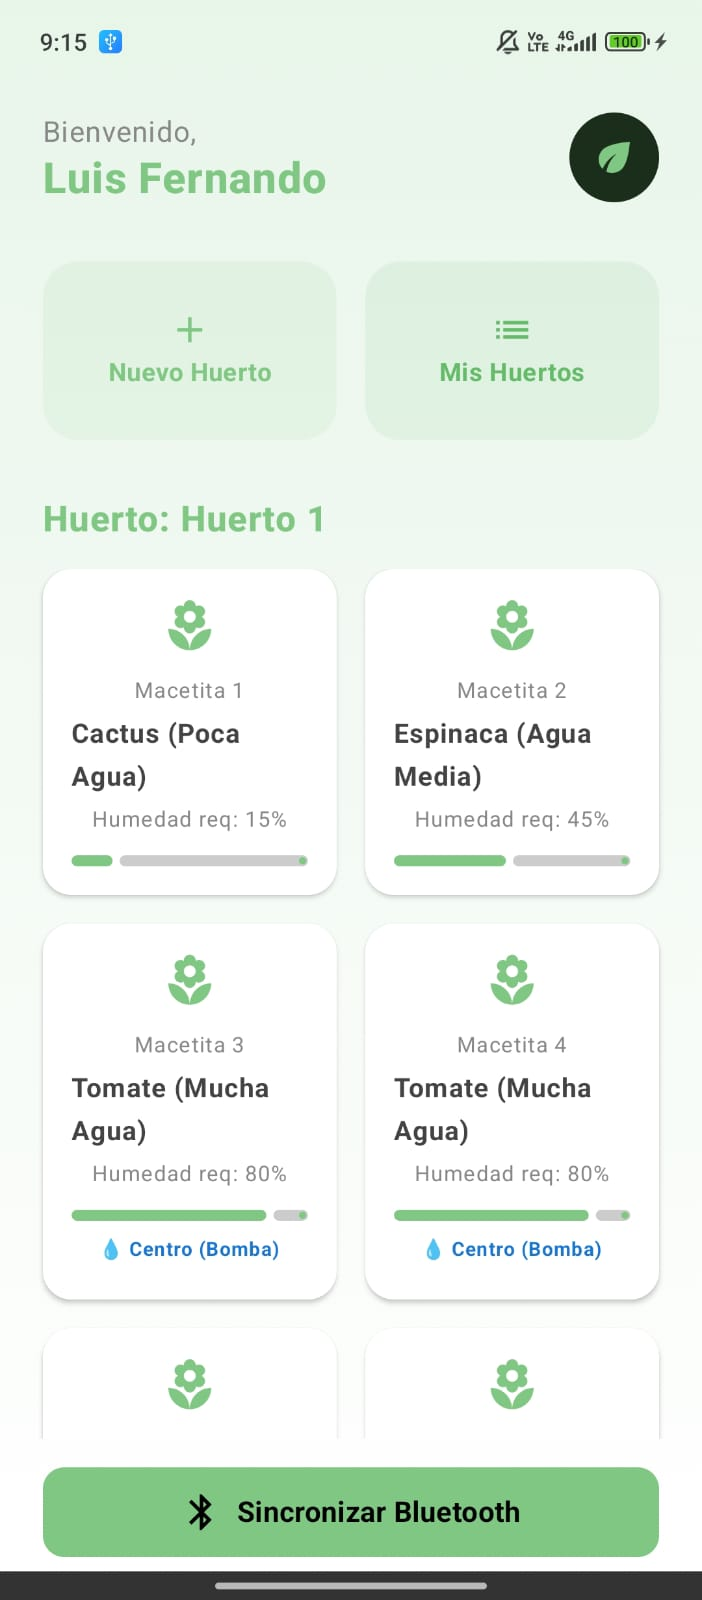 9:15
Vo
LTE
4G
100
Bienvenido,
Luis Fernando
Nuevo Huerto
Mis Huertos
Huerto: Huerto 1
Macetita 1
Cactus (Poca
Agua)
Humedad req: 15%
Macetita 2
Espinaca (Agua
Media)
Humedad req: 45%
Macetita 3
Tomate (Mucha
Agua)
Humedad req: 80%
Centro (Bomba)
Macetita 4
Tomate (Mucha
Agua)
Humedad req: 80%
Centro (Bomba)
Sincronizar Bluetooth